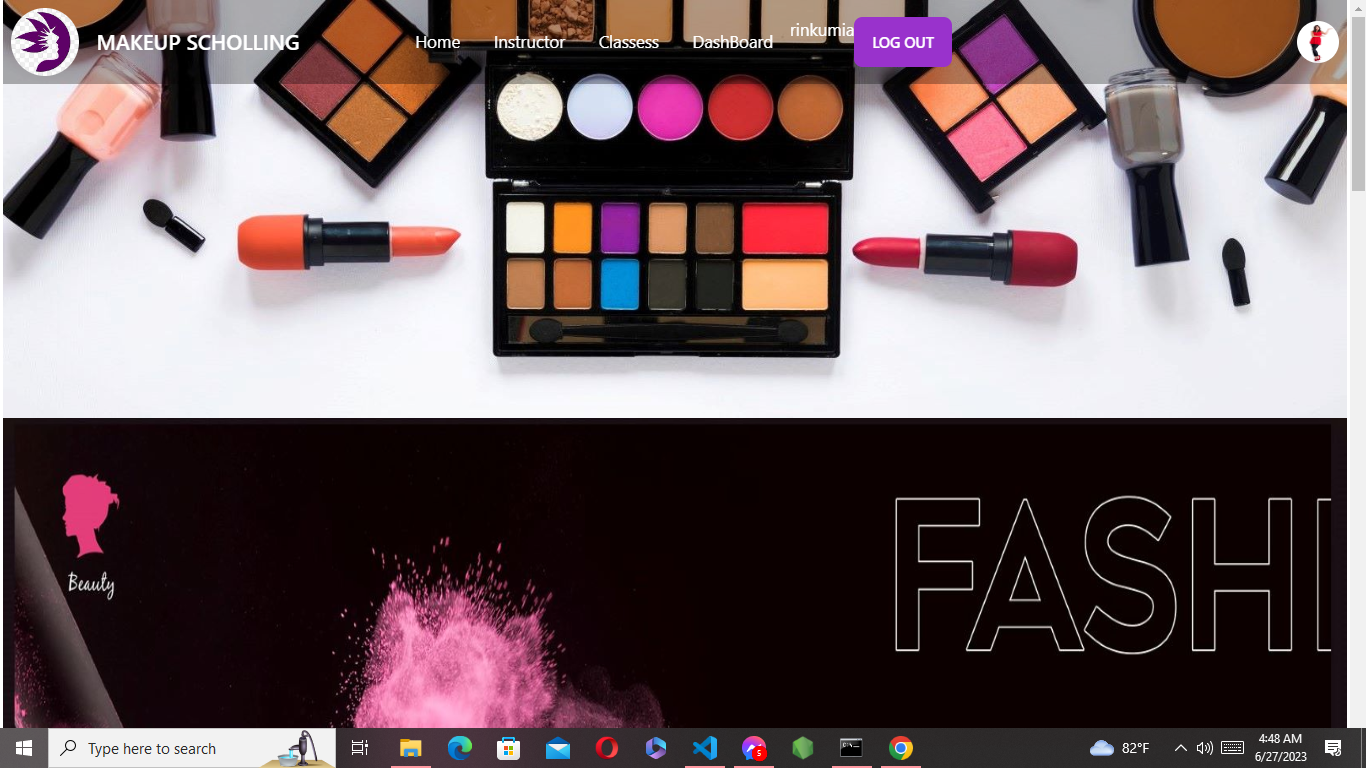 MAKEUP SCHOLLING
Home
Instructor
Classess
DashBoard
rinkumia
LOG OUT
Beauty
FASHI
Type here to search
5
82°F
4:48 AM
6/27/2023